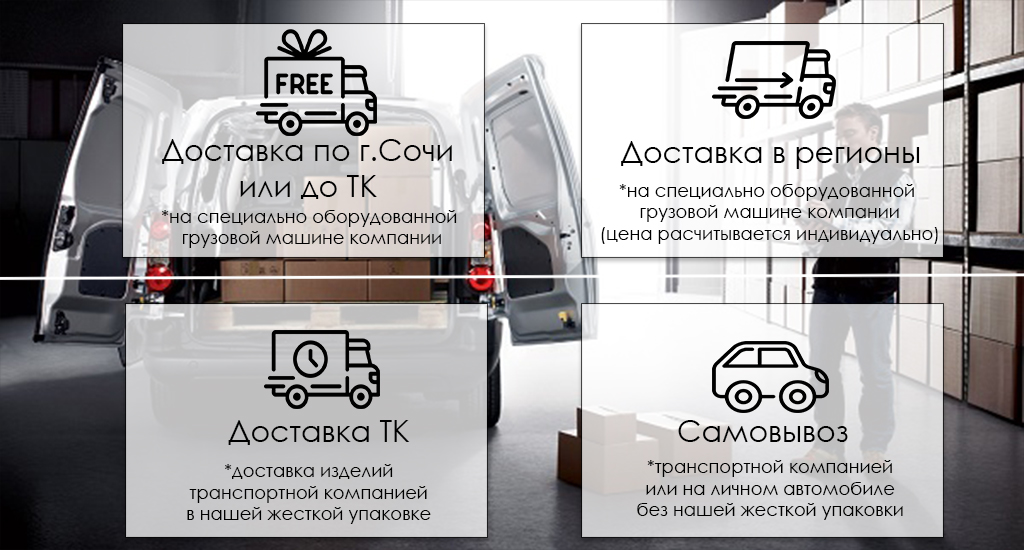 FREE
Доставка по г.Сочи
или до ТК
*на специально оборудованной
грузовой машине компании
Доставка в регионы
*на специально оборудованной
грузовой машине компании
(цена расчитывается индивидуально)
Доставка ТК
*доставка изделий
транспортной компанией
в нашей жесткой упаковке
Самовывоз
*транспортной компанией
или на личном автомобиле
без нашей жесткой упаковки